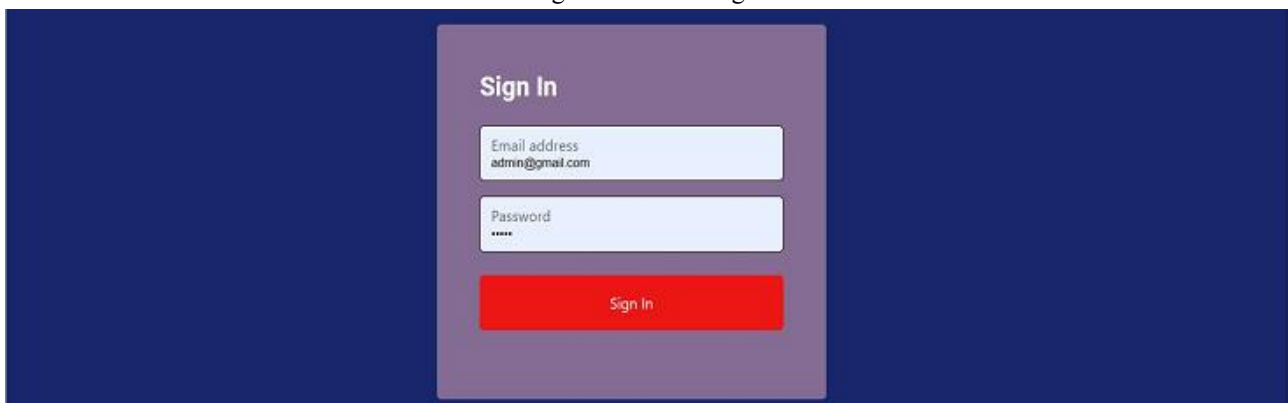 Sign In
Email address
admin@gmail.com
Password
•••••
Sign In